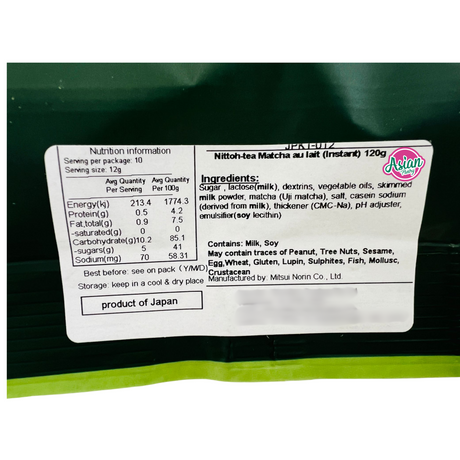 JPKT-012
Nittoh-tea Matcha au lait (Instant) 120g
Asian
Nutrition information
Serving per package: 10
Serving size: 12g
Avg Quantity Per Serving Avg Quantity Per 100g
Energy(kj) 213.4 1774.3
Protein(g) 0.5 4.2
Fat,total(g) 0.9 7.5
-saturated(g) 0 0
Carbohydrate(g)10.2 85.1
-sugars(g) 5 41
Sodium(mg) 70 58.31
Best before: see on pack (Y/M/D)
Storage: keep in a cool & dry place
product of Japan
Ingredients:
Sugar , lactose(milk), dextrins, vegetable oils, skimmed
milk powder, matcha (Uji matcha), salt, casein sodium
(derived from milk), thickener (CMC-Na), pH adjuster,
emulsifier(soy lecithin)
Contains: Milk, Soy
May contain traces of Peanut, Tree Nuts, Sesame,
Egg,Wheat, Gluten, Lupin, Sulphites, Fish, Mollusc,
Crustacean
Manufactured by: Mitsui Norin Co., Ltd.